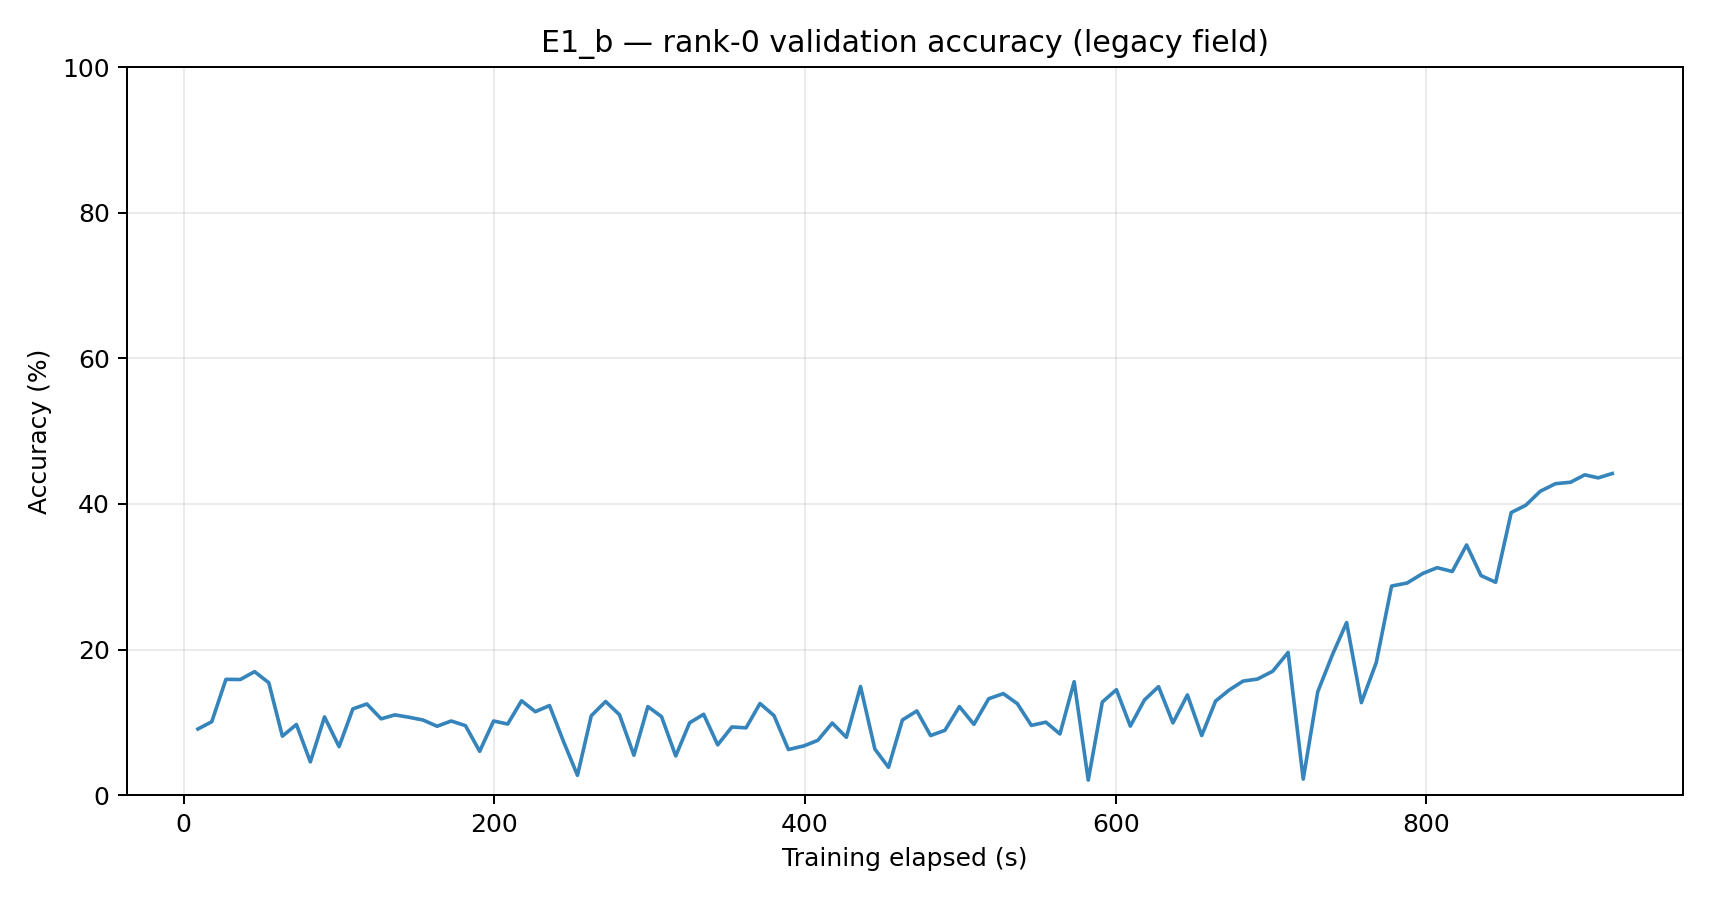 E1_b — rank-0 validation accuracy (legacy field)
100
80
60
40
20
0
Accuracy (%)
0 200 400 600 800
Training elapsed (s)